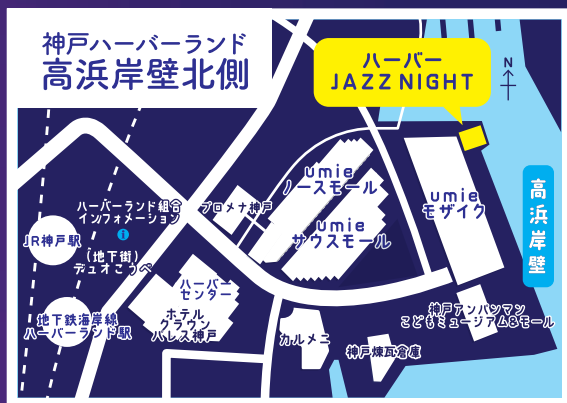 神戸ハーバーランド
高浜岸壁北側
ハーバー
JAZZ NIGHT
N
umie
ノースモール
umie
サウスモール
umie
モザイク
高浜岸壁
プロメナ神戸
ハーバーランド組合
インフォメーション
i
(地下街)
デュオこうべ
JR神戸駅
地下鉄海岸線
ハーバーランド駅
ハーバー
センター
ホテル
クラウン
パレス神戸
カルメニ
神戸煉瓦倉庫
神戸アンパンマン
こどもミュージアム&モール